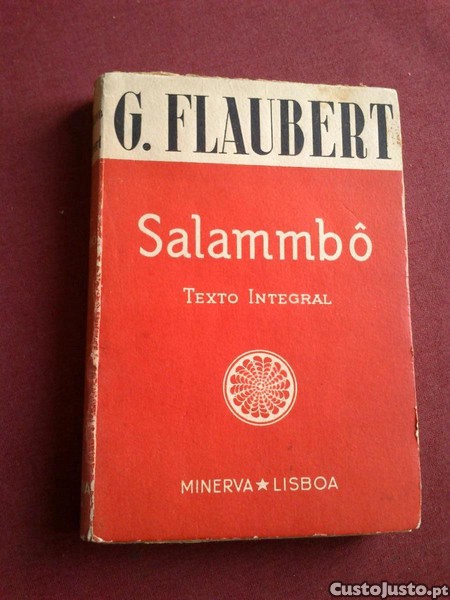 G. FLAUBERT
Salammbô
TEXTO INTEGRAL
MINERVA ★ LISBOA
CustoJusto.pt